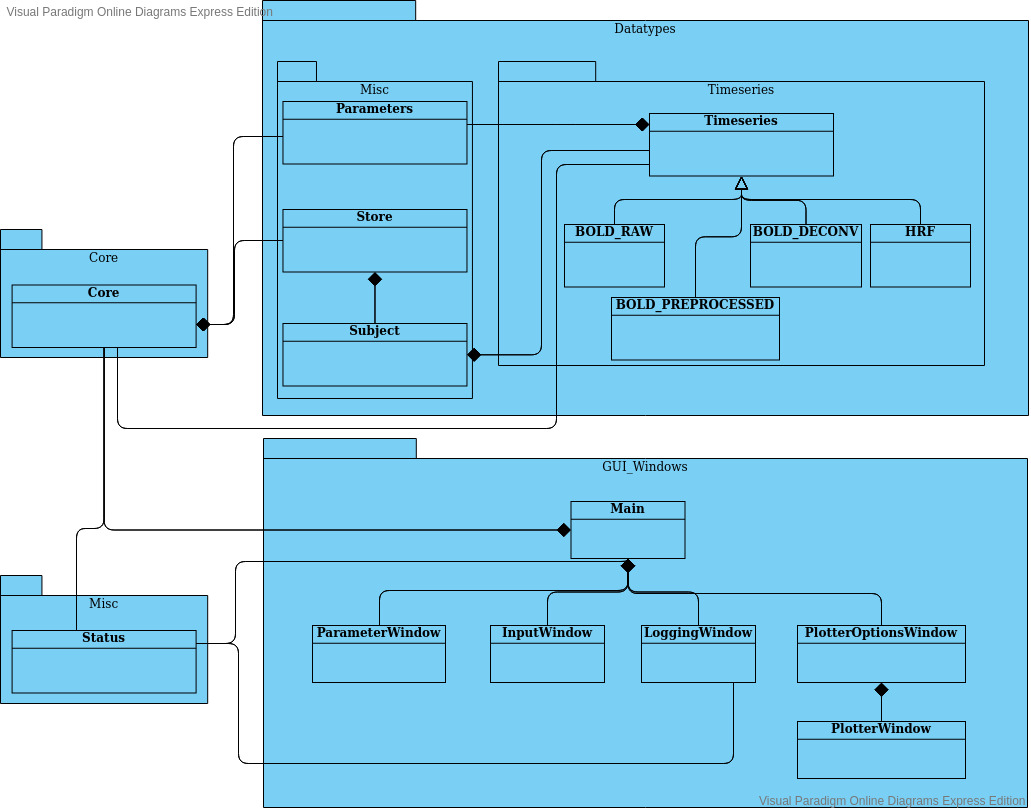 Visual Paradigm Online Diagrams Express Edition
Datatypes
Misc
Timeseries
Parameters
Timeseries
Store
BOLD_RAW
BOLD_DECONV
HRF
Core
Core
BOLD_PREPROCESSED
Subject
GUI_Windows
Main
Misc
Status
ParameterWindow
InputWindow
LoggingWindow
PlotterOptionsWindow
PlotterWindow
Visual Paradigm Online Diagrams Express Edition